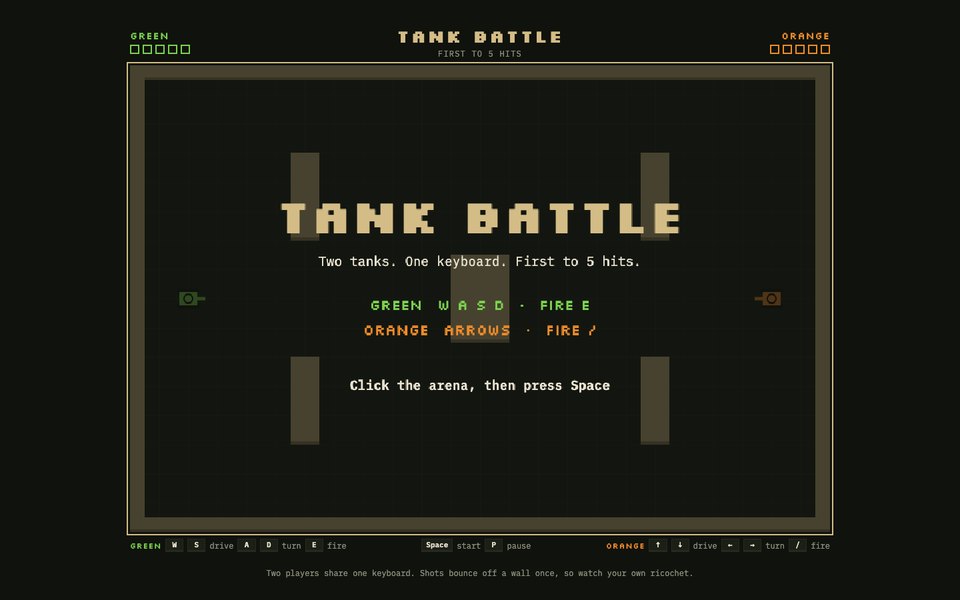 GREEN TANK BATTLE ORANGE
FIRST TO 5 HITS
TANK BATTLE
Two tanks. One keyboard. First to 5 hits.
GREEN W A S D · FIRE E
ORANGE ARROWS · FIRE /
Click the arena, then press Space
GREEN W S drive A D turn E fire Space start P pause ORANGE ↑ ↓ drive ← → turn / fire
Two players share one keyboard. Shots bounce off a wall once, so watch your own ricochet.